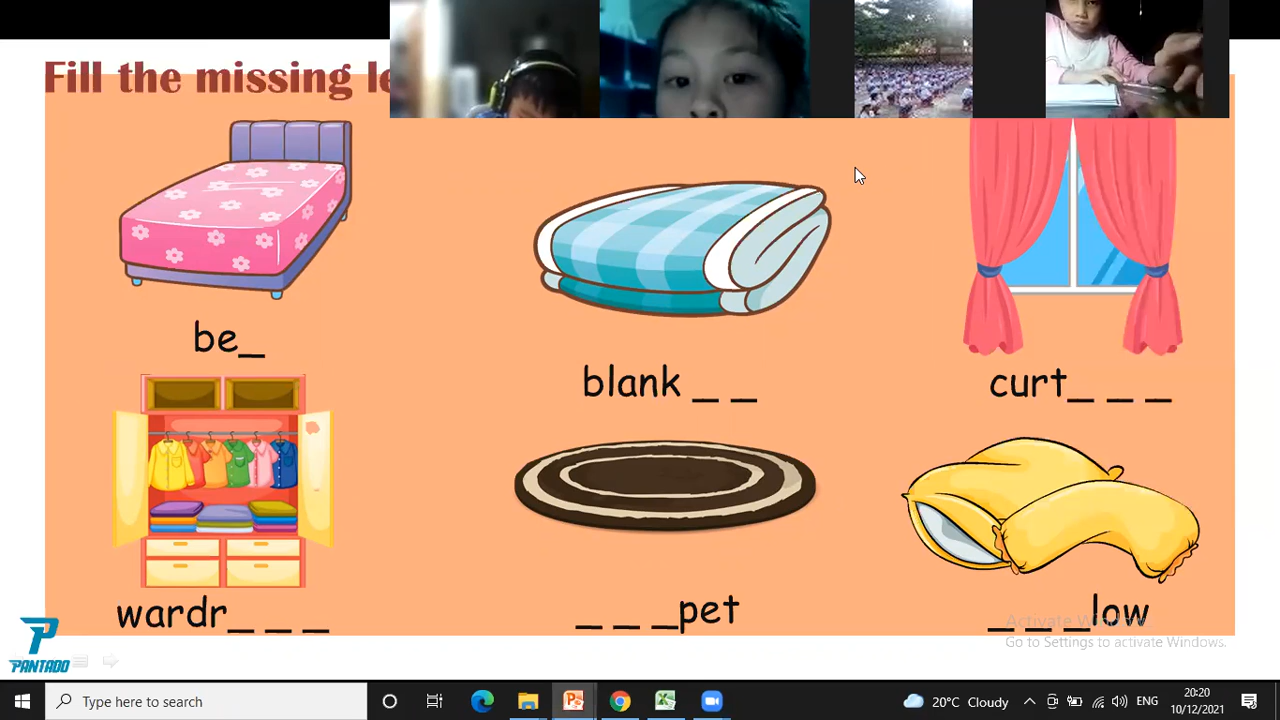 Fill the missing le
be_
blank _ _
curt_ _ _
wardr_ _ _
_ _ _pet
_ _ _low
Activate Windows
Go to Settings to activate Windows.
PANTADO
Type here to search
20°C Cloudy
ENG
20:20
10/12/2021